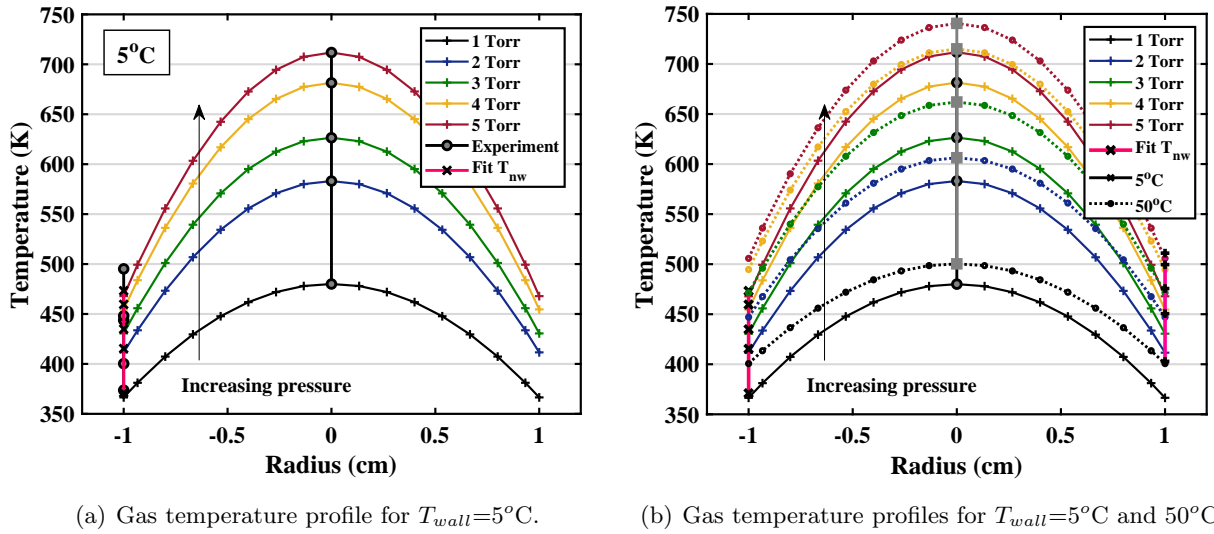 750
700
650
600
550
500
450
400
350
Temperature (K)
5°C
1 Torr
2 Torr
3 Torr
4 Torr
5 Torr
Experiment
Fit T_nw
Increasing pressure
-1 -0.5 0 0.5 1
Radius (cm)
(a) Gas temperature profile for T_wall=5°C.
750
700
650
600
550
500
450
400
350
Temperature (K)
1 Torr
2 Torr
3 Torr
4 Torr
5 Torr
Fit T_nw
5°C
50°C
Increasing pressure
-1 -0.5 0 0.5 1
Radius (cm)
(b) Gas temperature profiles for T_wall=5°C and 50°C